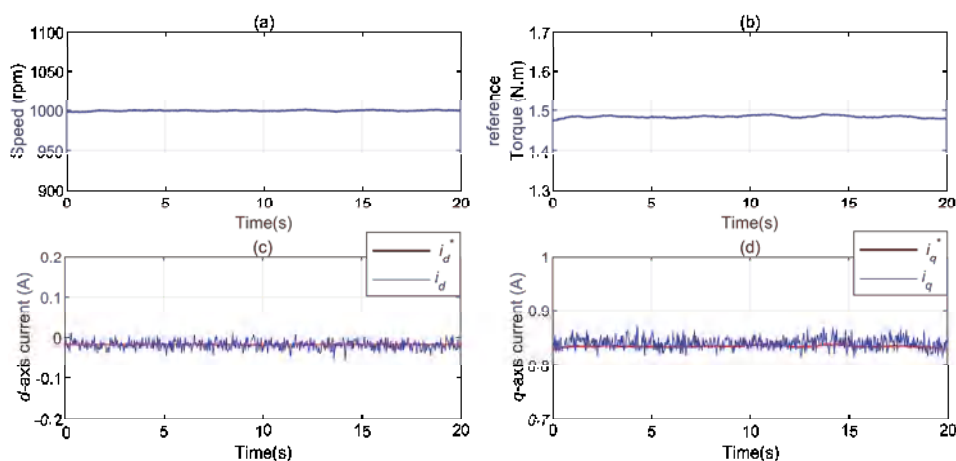 (a)
1100
1050
1000
950
900
Speed (rpm)
0 5 10 15 20
Time(s)
(b)
1.7
1.6
1.5
1.4
1.3
reference
Torque (N.m)
0 5 10 15 20
Time(s)
(c)
i_d^*
i_d
0.2
0.1
0
-0.1
-0.2
d-axis current (A)
0 5 10 15 20
Time(s)
(d)
i_q^*
i_q
1
0.9
0.8
0.7
q-axis current (A)
0 5 10 15 20
Time(s)